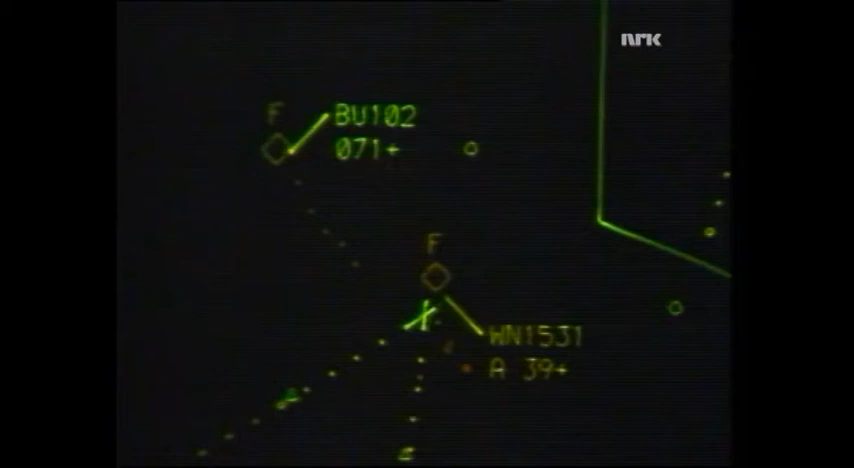 nrk
F
BU102
071+
F
WN1531
A 39+